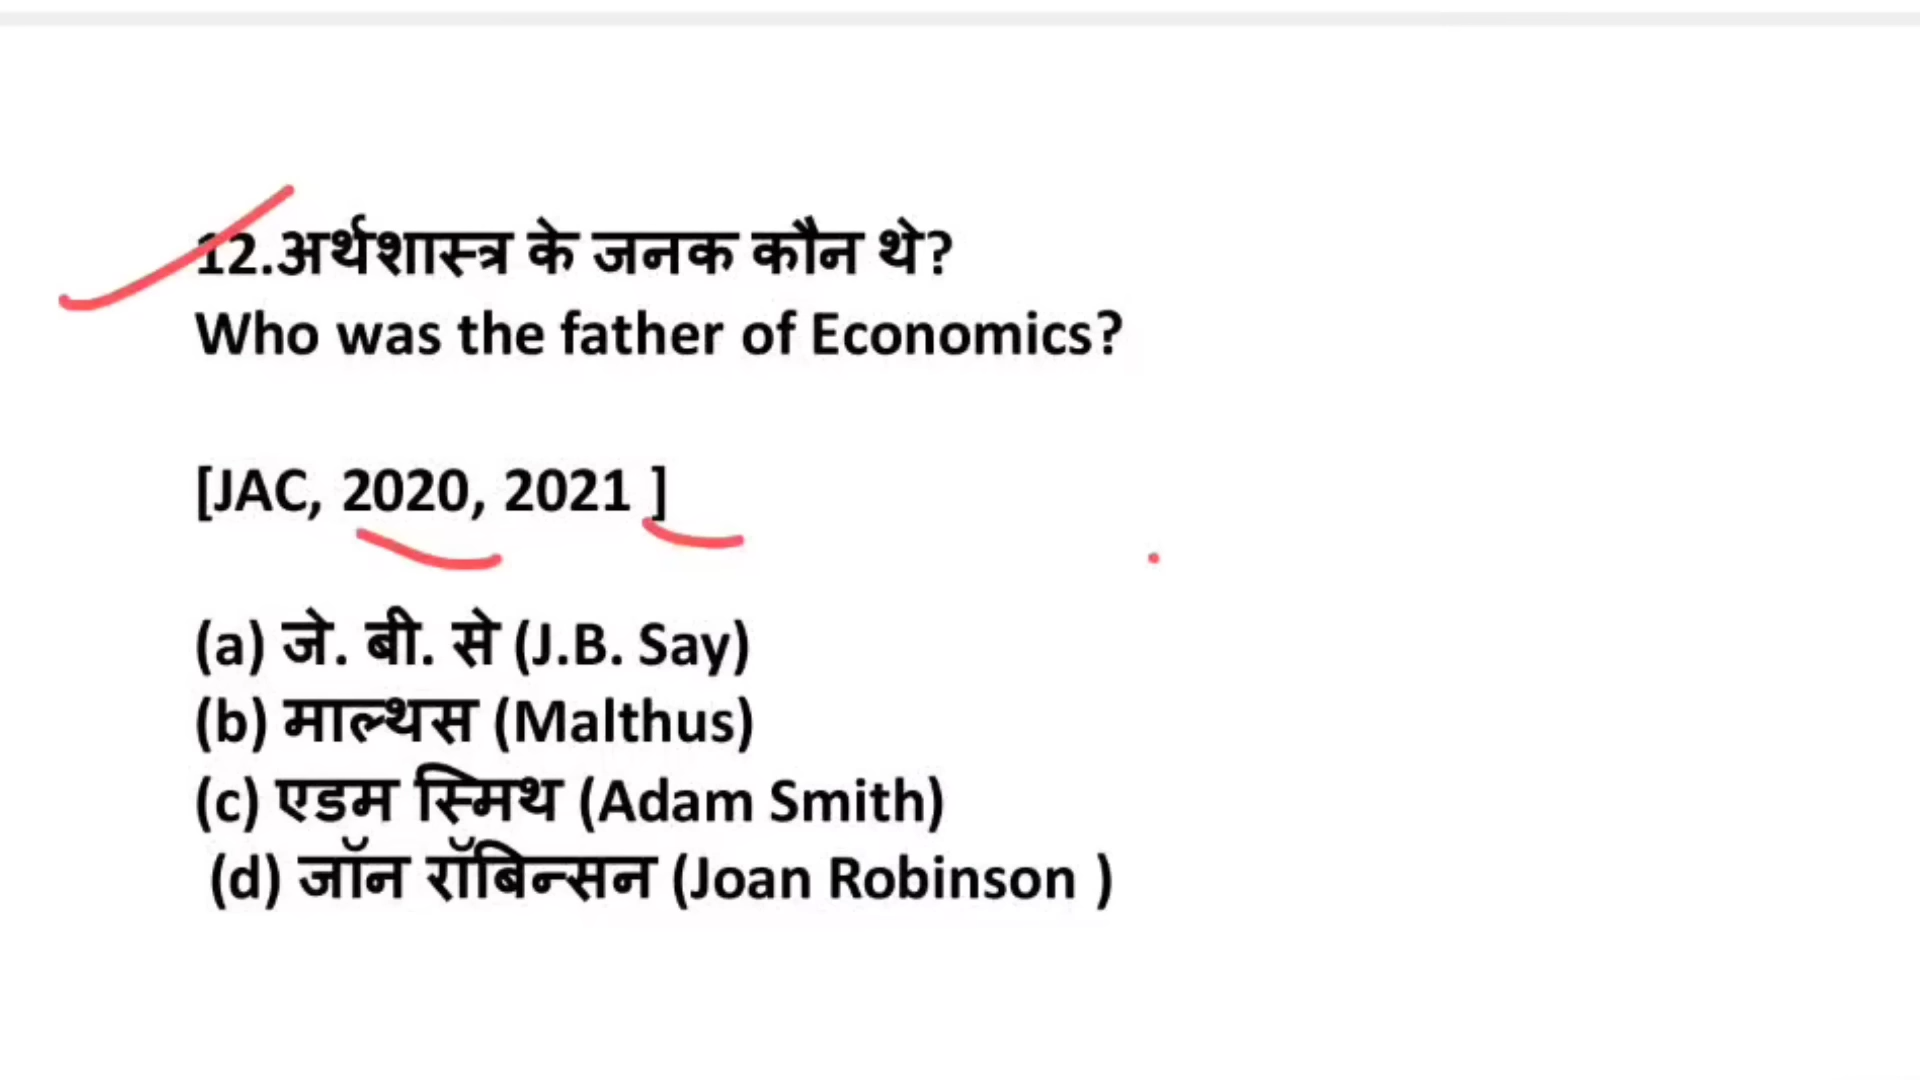 12.अर्थशास्त्र के जनक कौन थे?
Who was the father of Economics?
[JAC, 2020, 2021 ]
(a) जे. बी. से (J.B. Say)
(b) माल्थस (Malthus)
(c) एडम स्मिथ (Adam Smith)
(d) जॉन रॉबिन्सन (Joan Robinson )